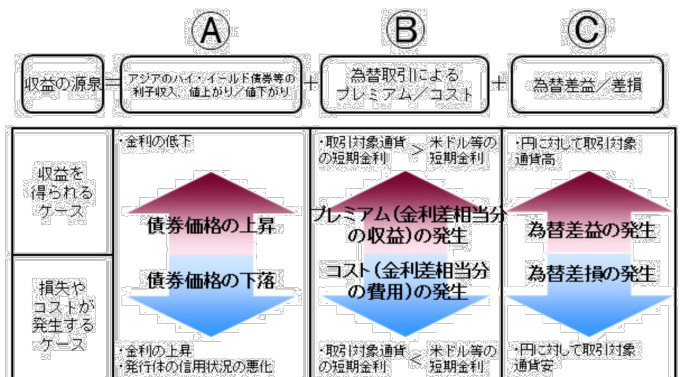 Ⓐ
Ⓑ
Ⓒ
収益の源泉
=
アジアのハイ・イールド債券等の
利子収入、値上がり/値下がり
+
為替取引による
プレミアム/コスト
+
為替差益/差損
収益を
得られる
ケース
・金利の低下
債券価格の上昇
・取引対象通貨
の短期金利
>
米ドル等の
短期金利
プレミアム(金利差相当分
の収益)の発生
・円に対して取引対象
通貨高
為替差益の発生
損失や
コストが
発生する
ケース
債券価格の下落
・金利の上昇
・発行体の信用状況の悪化
コスト(金利差相当分
の費用)の発生
・取引対象通貨
の短期金利
<
米ドル等の
短期金利
為替差損の発生
・円に対して取引対象
通貨安